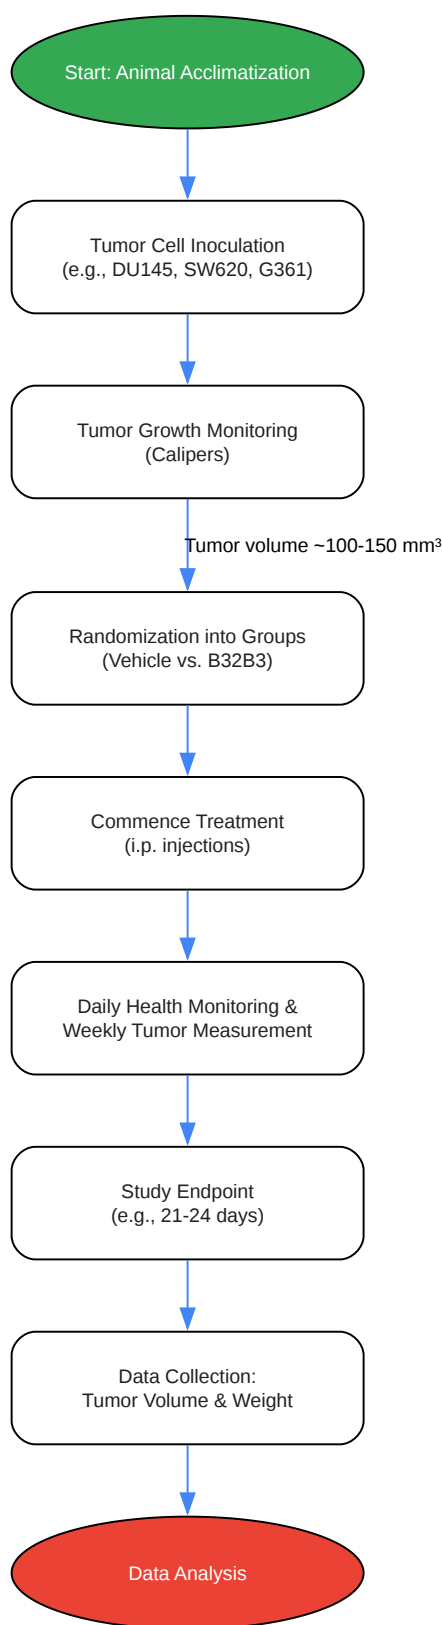 Start: Animal Acclimatization
Tumor Cell Inoculation
(e.g., DU145, SW620, G361)
Tumor Growth Monitoring
(Calipers)
Tumor volume ~100-150 mm³
Randomization into Groups
(Vehicle vs. B32B3)
Commence Treatment
(i.p. injections)
Daily Health Monitoring &
Weekly Tumor Measurement
Study Endpoint
(e.g., 21-24 days)
Data Collection:
Tumor Volume & Weight
Data Analysis